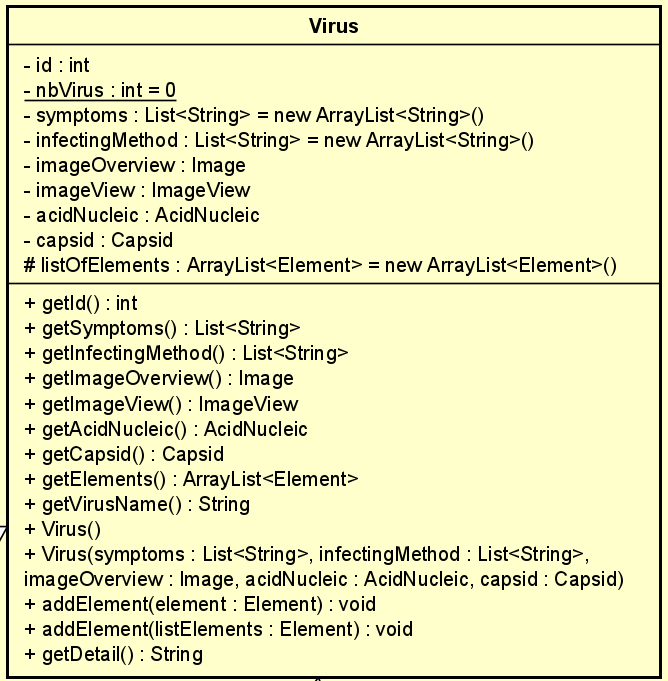 Virus
- id : int
- nbVirus : int = 0
- symptoms : List<String> = new ArrayList<String>()
- infectingMethod : List<String> = new ArrayList<String>()
- imageOverview : Image
- imageView : ImageView
- acidNucleic : AcidNucleic
- capsid : Capsid
# listOfElements : ArrayList<Element> = new ArrayList<Element>()
+ getId() : int
+ getSymptoms() : List<String>
+ getInfectingMethod() : List<String>
+ getImageOverview() : Image
+ getImageView() : ImageView
+ getAcidNucleic() : AcidNucleic
+ getCapsid() : Capsid
+ getElements() : ArrayList<Element>
+ getVirusName() : String
+ Virus()
+ Virus(symptoms : List<String>, infectingMethod : List<String>,
imageOverview : Image, acidNucleic : AcidNucleic, capsid : Capsid)
+ addElement(element : Element) : void
+ addElement(listElements : Element) : void
+ getDetail() : String